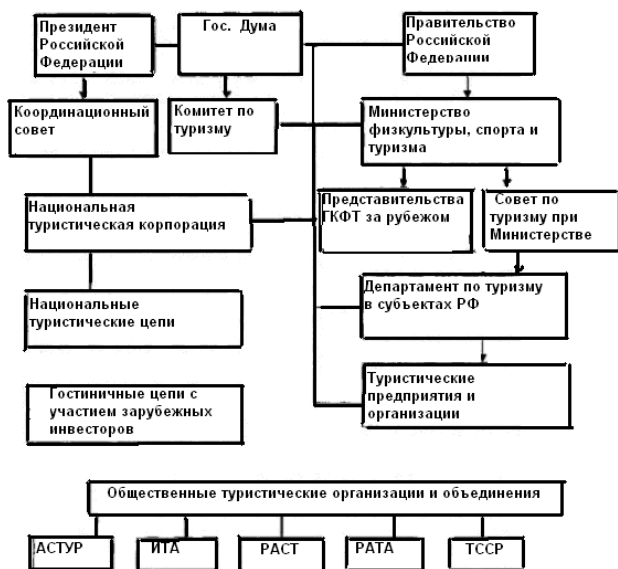 Президент
Российской
Федерации
Гос. Дума
Правительство
Российской
Федерации
Координационный
совет
Комитет по
туризму
Министерство
физкультуры, спорта и
туризма
Национальная
туристическая корпорация
Представительства
ГКФТ за рубежом
Совет по
туризму при
Министерстве
Национальные
туристические цепи
Департамент по туризму
в субъектах РФ
Гостиничные цепи с
участием зарубежных
инвесторов
Туристические
предприятия и
организации
Общественные туристические организации и объединения
АСТУР
ИТА
РАСТ
РАТА
ТССР